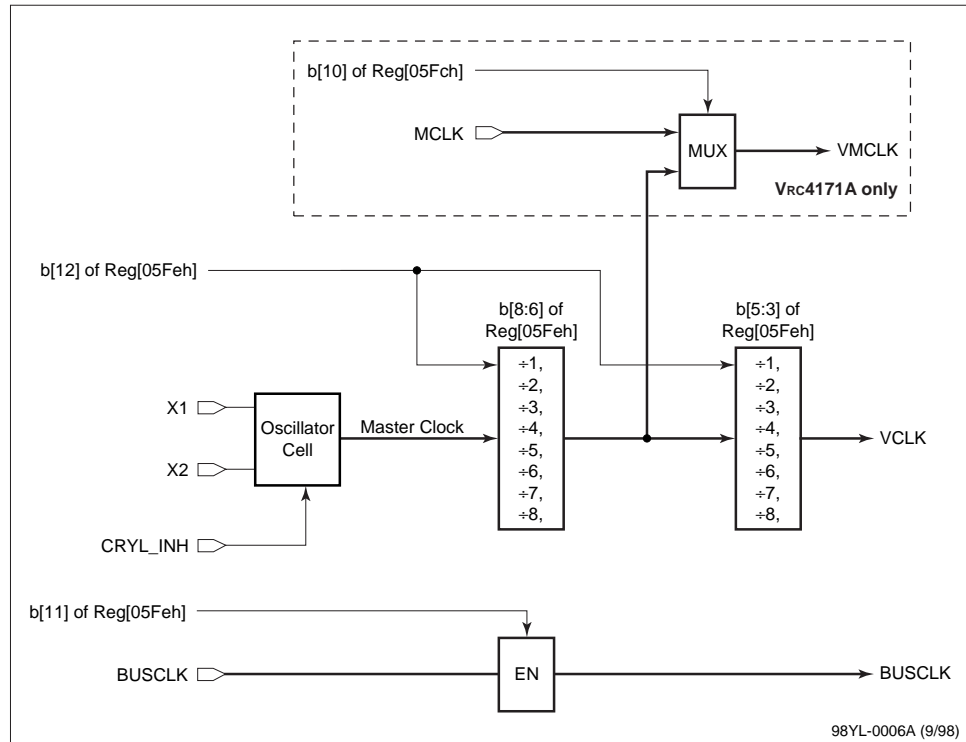 b[10] of Reg[05Fch]
MCLK
MUX
VMCLK
VRC4171A only
b[12] of Reg[05Feh]
b[8:6] of
Reg[05Feh]
b[5:3] of
Reg[05Feh]
÷1,
÷2,
÷3,
÷4,
÷5,
÷6,
÷7,
÷8,
÷1,
÷2,
÷3,
÷4,
÷5,
÷6,
÷7,
÷8,
X1
X2
Oscillator
Cell
Master Clock
VCLK
CRYL_INH
b[11] of Reg[05Feh]
BUSCLK
EN
BUSCLK
98YL-0006A (9/98)